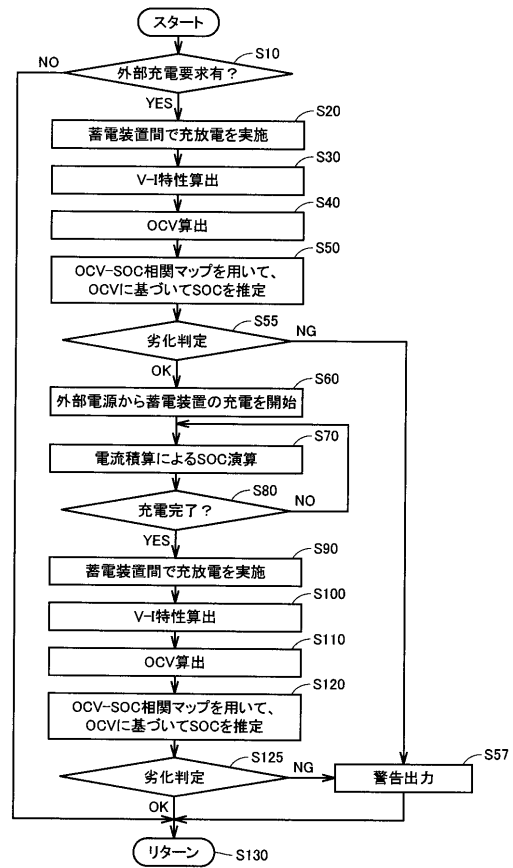 スタート
S10
NO
外部充電要求有？
YES
S20
蓄電装置間で充放電を実施
S30
V-I特性算出
S40
OCV算出
S50
OCV-SOC相関マップを用いて、
OCVに基づいてSOCを推定
S55
劣化判定
NG
OK
S60
外部電源から蓄電装置の充電を開始
S70
電流積算によるSOC演算
S80
充電完了？
NO
YES
S90
蓄電装置間で充放電を実施
S100
V-I特性算出
S110
OCV算出
S120
OCV-SOC相関マップを用いて、
OCVに基づいてSOCを推定
S125
劣化判定
NG
S57
警告出力
OK
リターン
S130